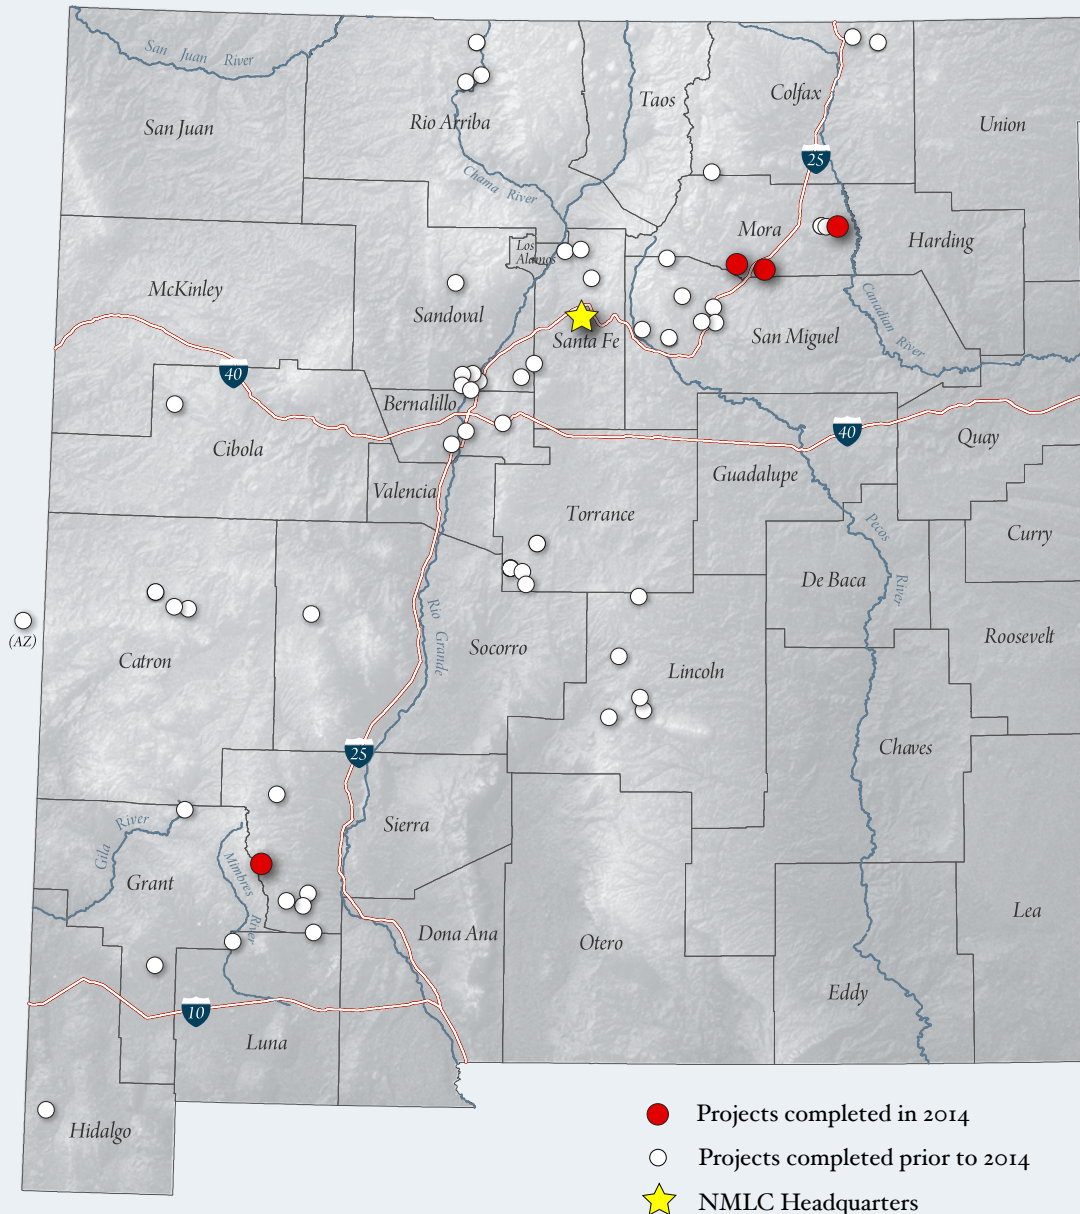 San Juan River
San Juan
Rio Arriba
Taos
Colfax
Union
25
Chama River
Mora
Harding
Los
Alamos
McKinley
Sandoval
Santa Fe
San Miguel
Canadian River
40
Bernalillo
Cibola
40
Quay
Guadalupe
Valencia
Torrance
Pecos River
Curry
De Baca
Rio Grande
(AZ)
Catron
Socorro
Lincoln
Roosevelt
25
Chaves
Sierra
Gila River
Mimbres River
Grant
Dona Ana
Otero
Lea
Eddy
10
Luna
Hidalgo
Projects completed in 2014
Projects completed prior to 2014
NMLC Headquarters